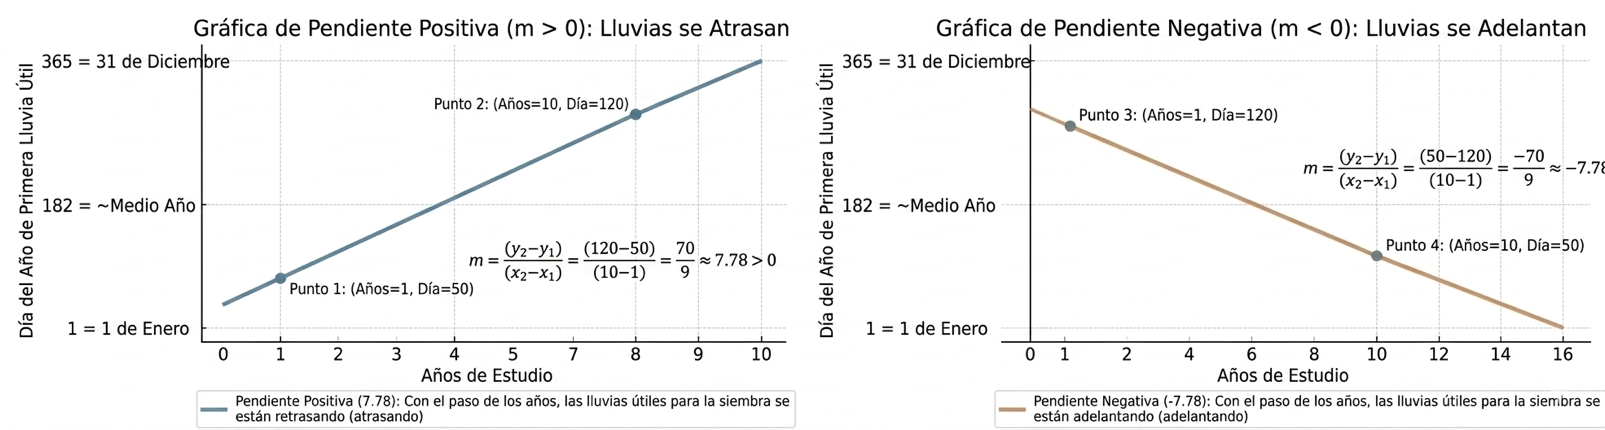 Gráfica de Pendiente Positiva (m > 0): Lluvias se Atrasan
Día del Año de Primera Lluvia Útil
365 = 31 de Diciembre
182 = ~Medio Año
1 = 1 de Enero
Punto 2: (Años=10, Día=120)
m = (y₂−y₁)/(x₂−x₁) = (120−50)/(10−1) = 70/9 ≈ 7.78 > 0
Punto 1: (Años=1, Día=50)
0 1 2 3 4 5 7 8 9 10
Años de Estudio
Pendiente Positiva (7.78): Con el paso de los años, las lluvias útiles para la siembra se
están retrasando (atrasando)
Gráfica de Pendiente Negativa (m < 0): Lluvias se Adelantan
Día del Año de Primera Lluvia Útil
365 = 31 de Diciembre
182 = ~Medio Año
1 = 1 de Enero
Punto 3: (Años=1, Día=120)
m = (y₂−y₁)/(x₂−x₁) = (50−120)/(10−1) = −70/9 ≈ −7.78
Punto 4: (Años=10, Día=50)
0 1 2 4 6 8 10 12 14 16
Años de Estudio
Pendiente Negativa (-7.78): Con el paso de los años, las lluvias útiles para la siembra se
están adelantando (adelantando)